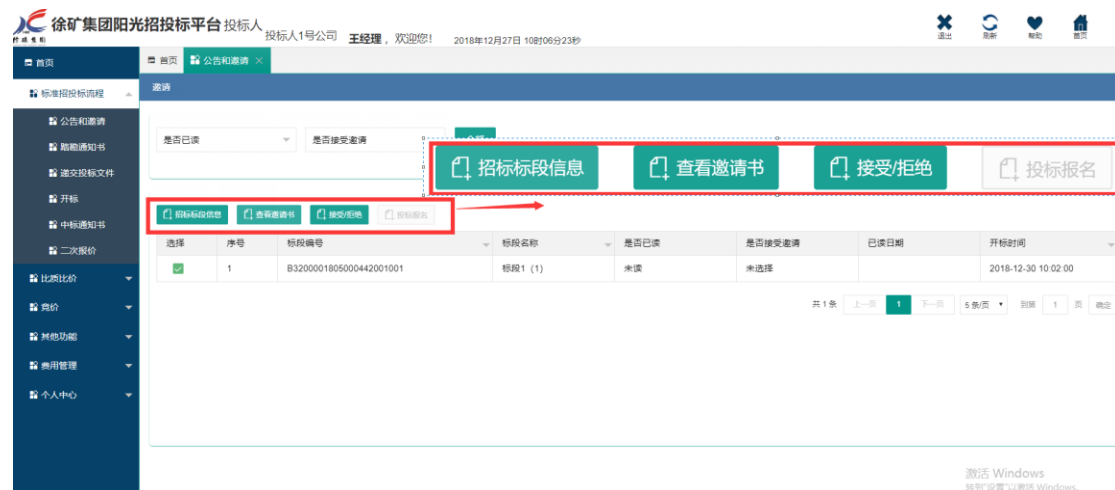 徐矿集团阳光招投标平台 投标人 投标人1号公司 王经理 ，欢迎您! 2018年12月27日 10时06分23秒
退出 刷新 帮助 首页
首页 首页 公告和邀请 ×
标准招投标流程 邀请
公告和邀请
是否已读 是否接受邀请
踏勘通知书
招标标段信息 查看邀请书 接受/拒绝 投标报名
递交投标文件
开标
招标标段信息 查看邀请书 接受/拒绝 投标报名
中标通知书
选择 序号 标段编号 标段名称 是否已读 是否接受邀请 已读日期 开标时间
二次报价
1 B3200001805000442001001 标段1（1） 未读 未选择 2018-12-30 10:02:00
比质比价
共1条 上一页 1 下一页 5条/页 到第 1 页 确定
竞价
其他功能
费用管理
个人中心
激活 Windows
转到"设置"以激活 Windows。